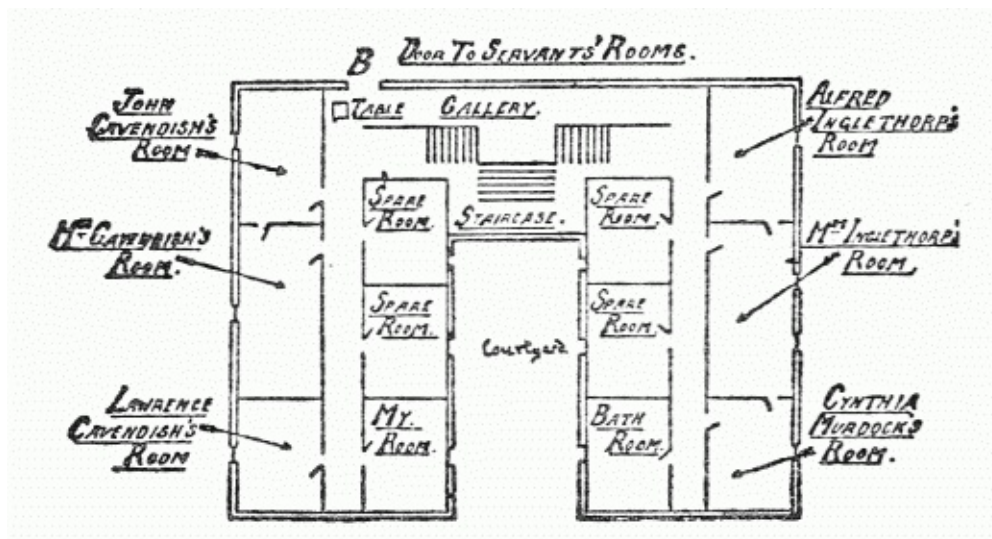 B DOOR TO SERVANTS' ROOMS.
JOHN
CAVENDISH'S
ROOM
TABLE GALLERY.
ALFRED
INGLETHORP'S
ROOM
SPARE
ROOM.
STAIRCASE.
SPARE
ROOM.
MRS CAVENDISH'S
ROOM.
MRS INGLETHORP'S
ROOM
SPARE
ROOM.
Courtyard
SPARE
ROOM.
LAWRENCE
CAVENDISH'S
ROOM
MY.
ROOM.
BATH
ROOM.
CYNTHIA
MURDOCK'S
ROOM.